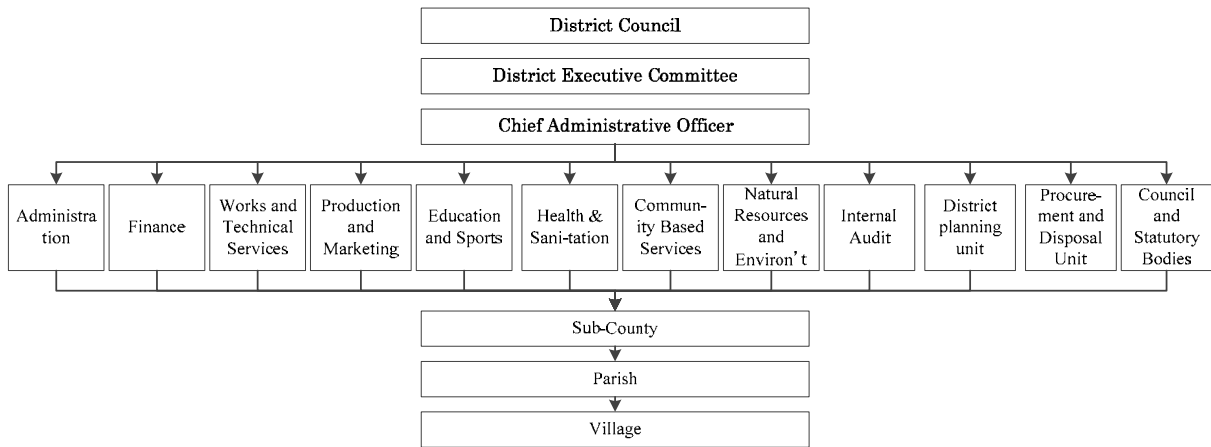 District Council
District Executive Committee
Chief Administrative Officer
Administra
tion
Finance
Works and
Technical
Services
Production
and
Marketing
Education
and Sports
Health &
Sani-tation
Commun-
ity Based
Services
Natural
Resources
and
Environ't
Internal
Audit
District
planning
unit
Procure-
ment and
Disposal
Unit
Council
and
Statutory
Bodies
Sub-County
Parish
Village